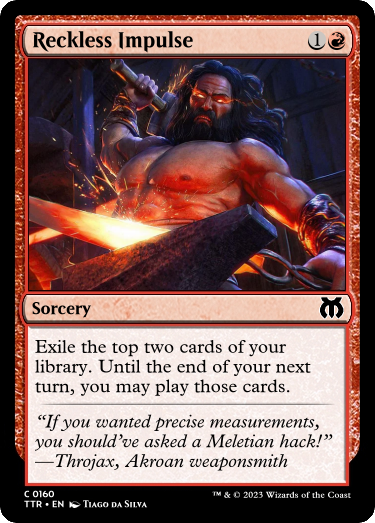 Reckless Impulse 1
Sorcery
Exile the top two cards of your
library. Until the end of your next
turn, you may play those cards.
“If you wanted precise measurements,
you should’ve asked a Meletian hack!”
—Throjax, Akroan weaponsmith
C 0160 ™ & © 2023 Wizards of the Coast
TTR • EN Tiago da Silva